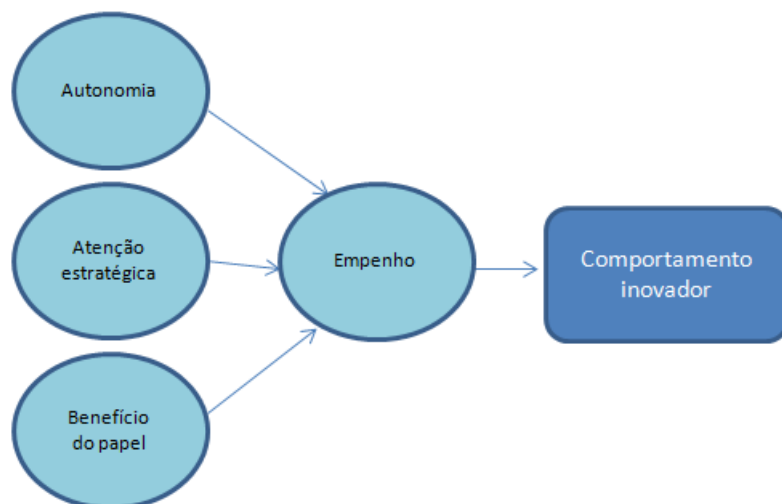 Autonomia
Atenção
estratégica
Benefício
do papel
Empenho
Comportamento
inovador